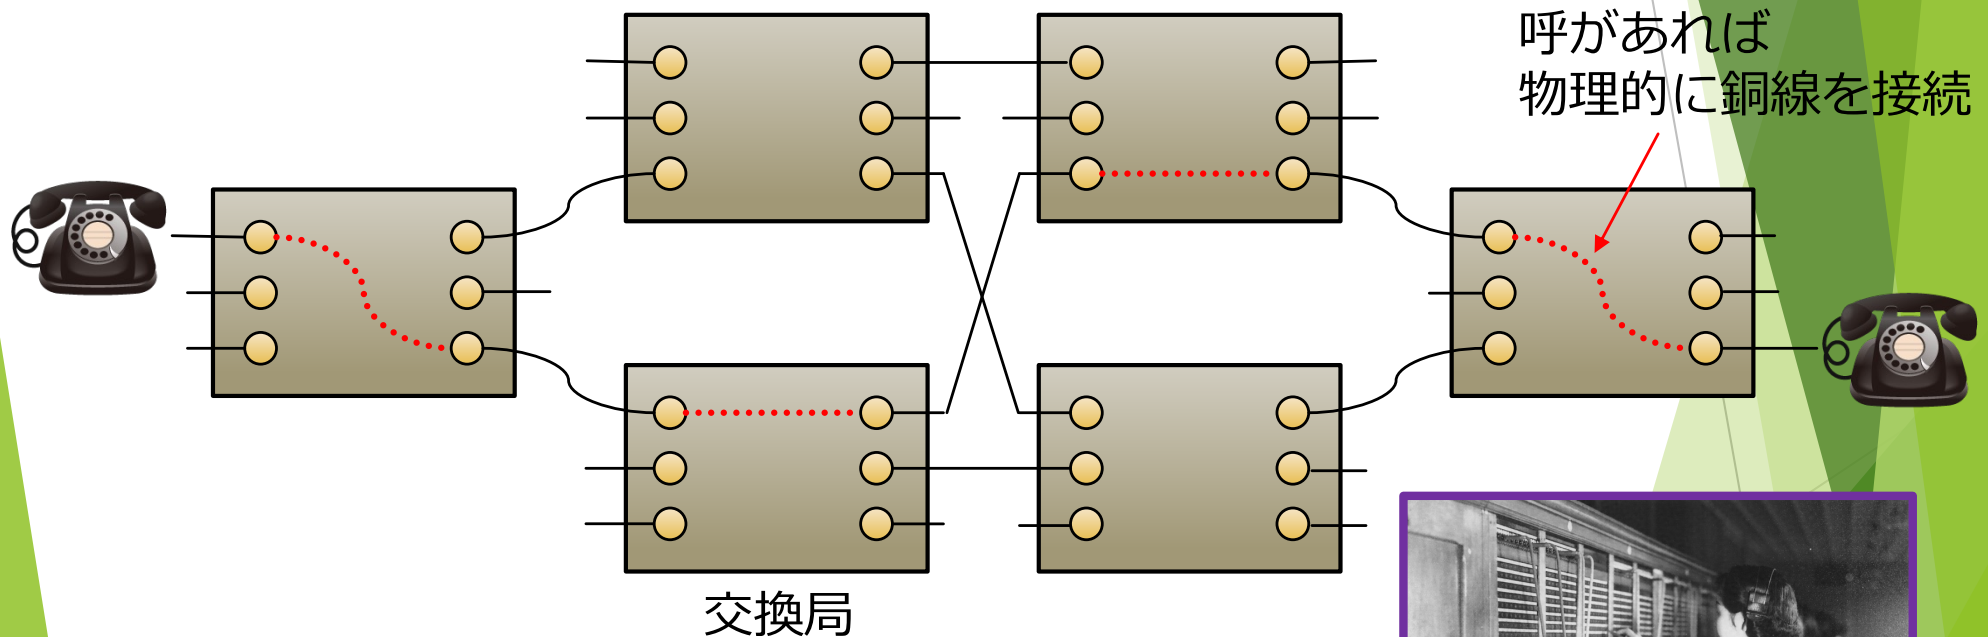 呼があれば
物理的に銅線を接続
交換局